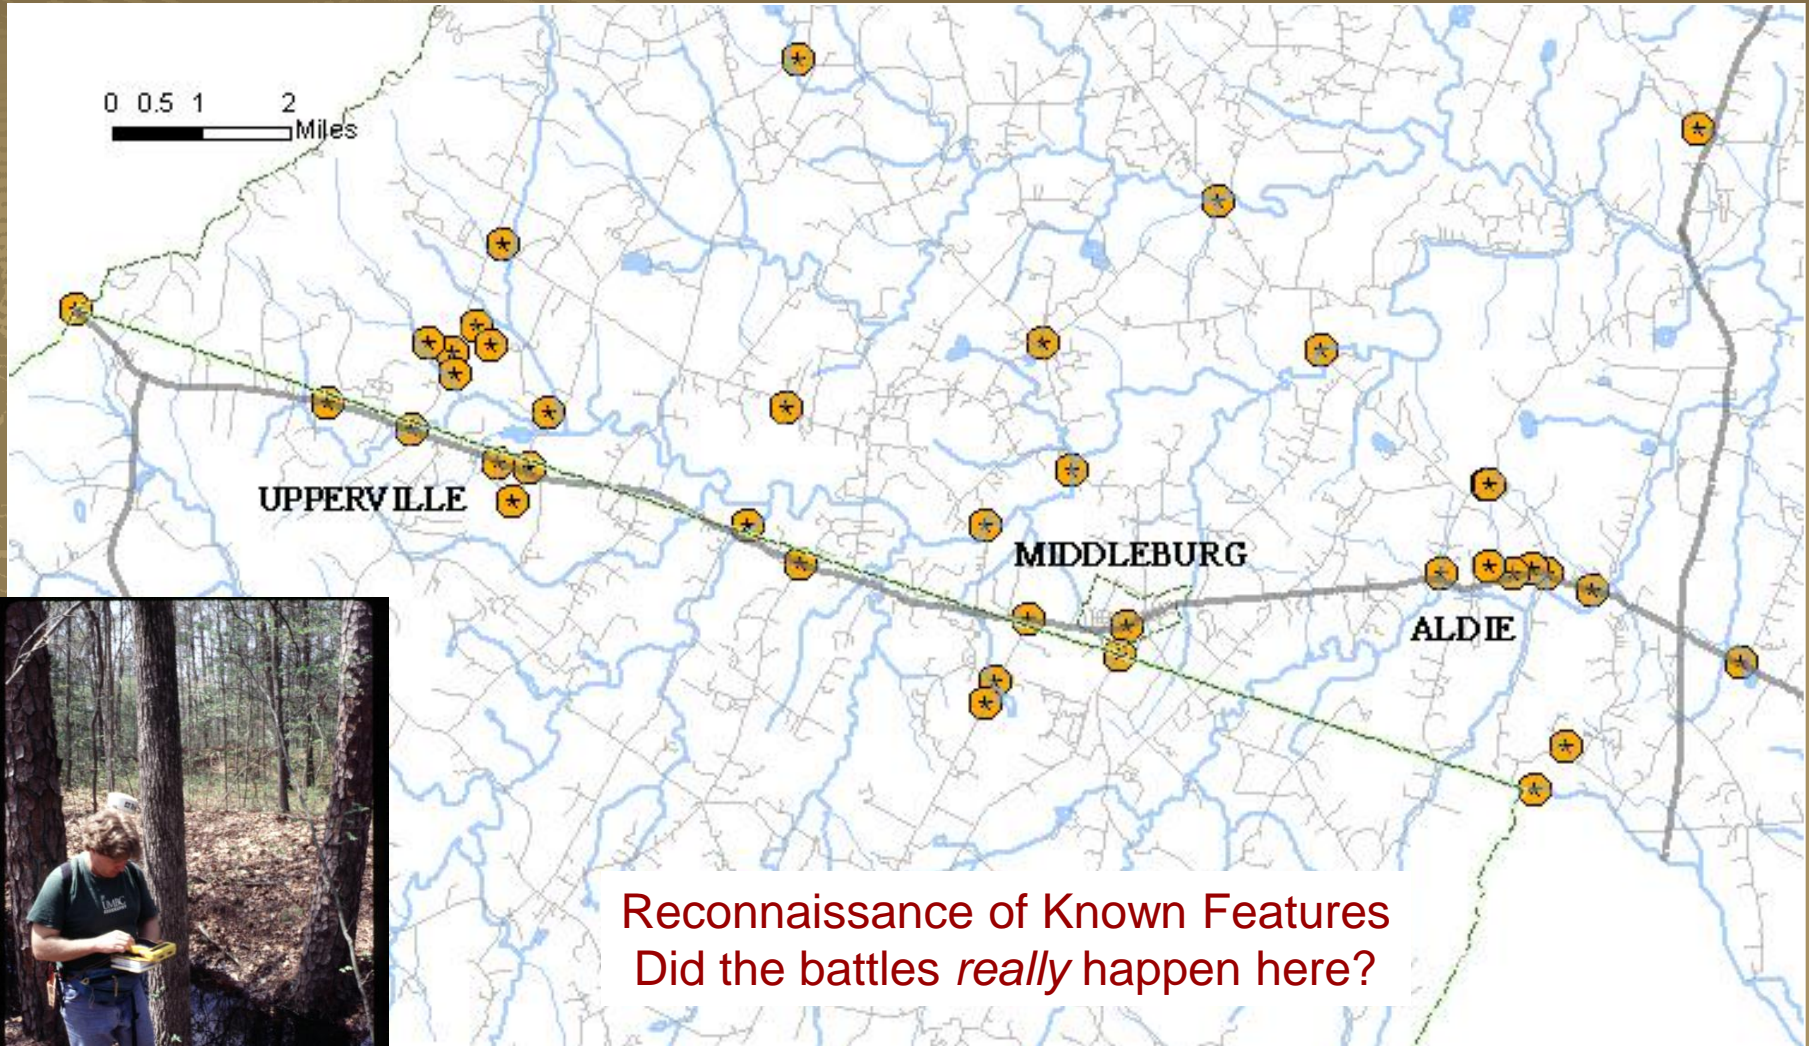 0 0.5 1 2
Miles
UPPERVILLE
MIDDLEBURG
ALDIE
UMBC
Reconnaissance of Known Features
Did the battles really happen here?